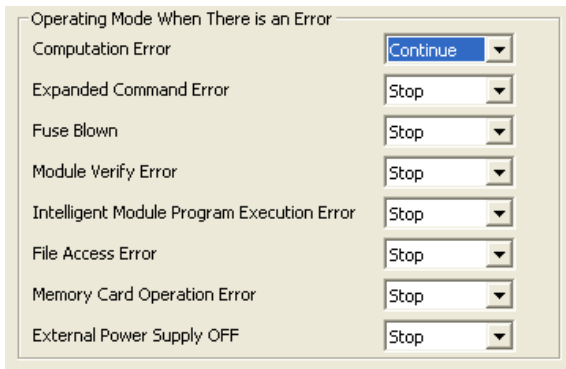 Operating Mode When There is an Error
Computation Error Continue
Expanded Command Error Stop
Fuse Blown Stop
Module Verify Error Stop
Intelligent Module Program Execution Error Stop
File Access Error Stop
Memory Card Operation Error Stop
External Power Supply OFF Stop